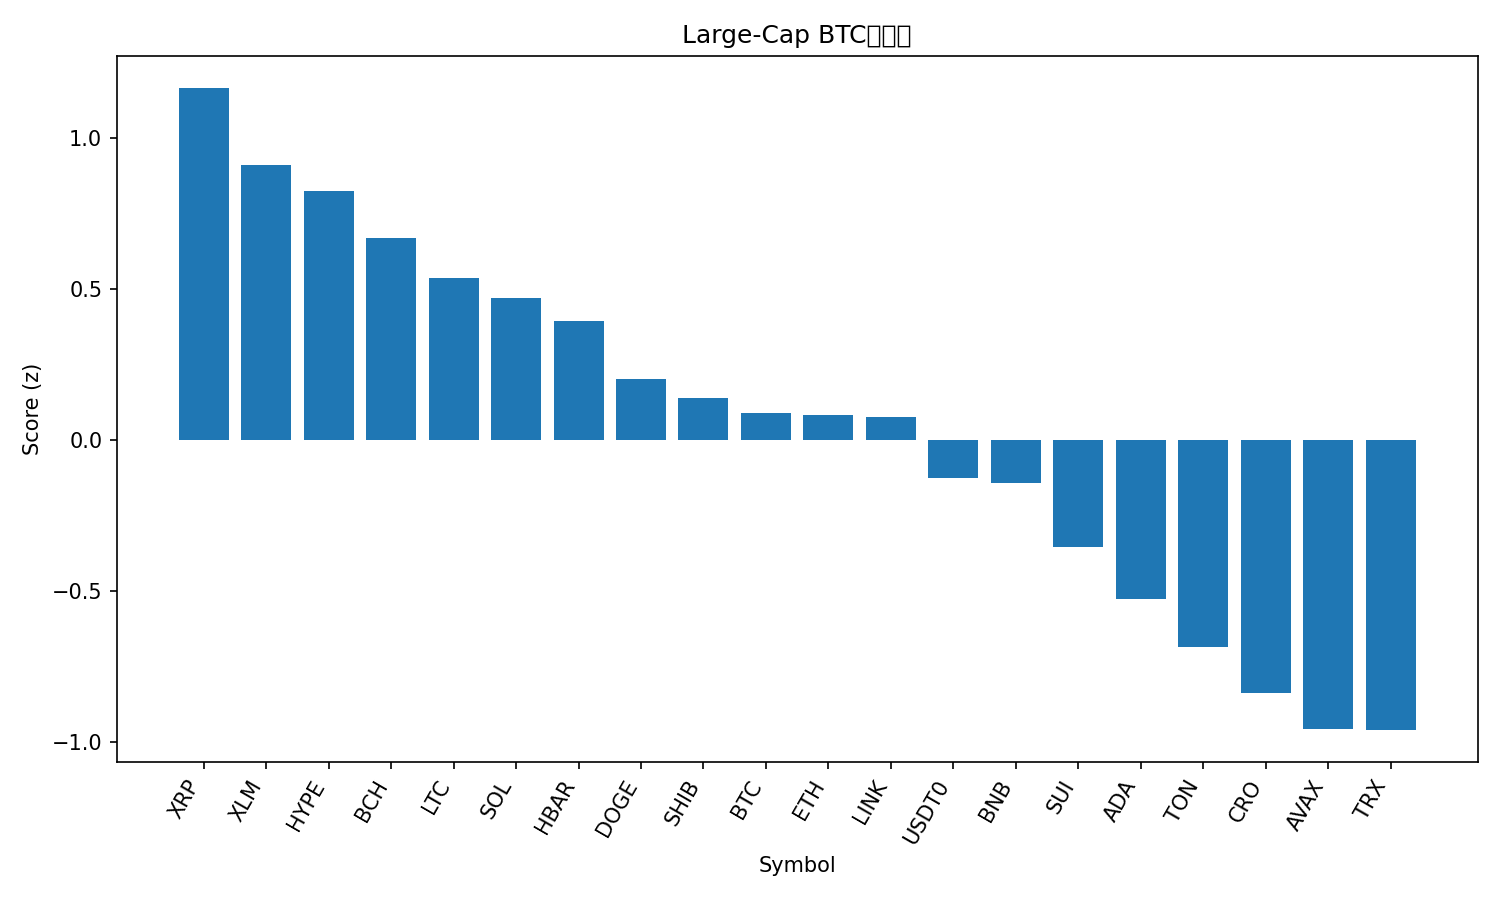 Large-Cap BTC
Score (z)
1.0
0.5
0.0
−0.5
−1.0
XRP
XLM
HYPE
BCH
LTC
SOL
HBAR
DOGE
SHIB
BTC
ETH
LINK
USDT0
BNB
SUI
ADA
TON
CRO
AVAX
TRX
Symbol